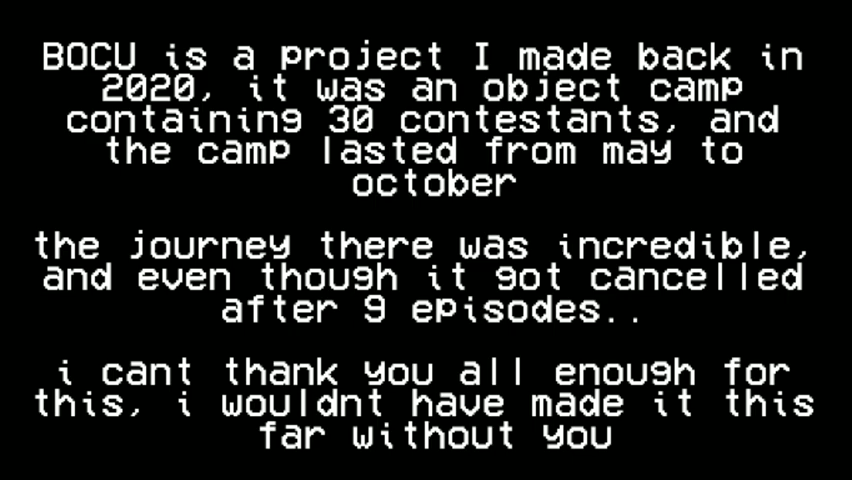 BOCU is a project I made back in
2020, it was an object camp
containing 30 contestants, and
the camp lasted from may to
october
the journey there was incredible,
and even though it got cancelled
after 9 episodes..
i cant thank you all enough for
this, i wouldnt have made it this
far without you